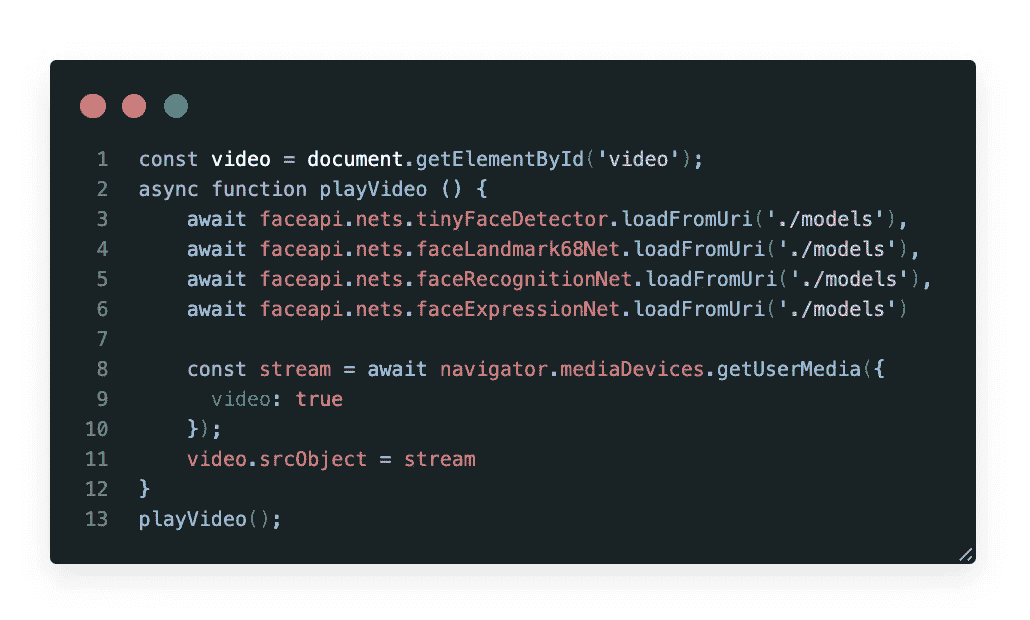 1 const video = document.getElementById('video');
2 async function playVideo () {
3     await faceapi.nets.tinyFaceDetector.loadFromUri('./models'),
4     await faceapi.nets.faceLandmark68Net.loadFromUri('./models'),
5     await faceapi.nets.faceRecognitionNet.loadFromUri('./models'),
6     await faceapi.nets.faceExpressionNet.loadFromUri('./models')
7
8     const stream = await navigator.mediaDevices.getUserMedia({
9       video: true
10     });
11     video.srcObject = stream
12 }
13 playVideo();